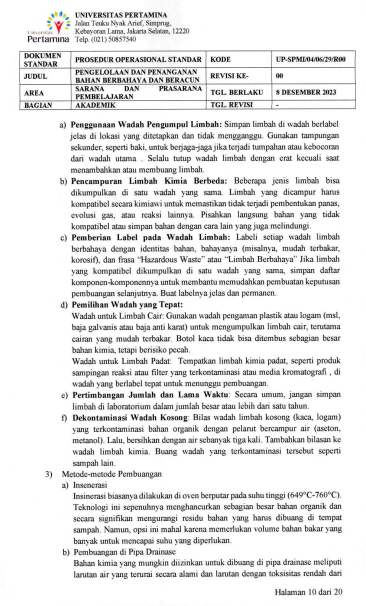 UNIVERSITAS PERTAMINA
Jalan Teuku Nyak Arief, Simprug,
Kebayoran Lama, Jakarta Selatan, 12220
Telp. (021) 50857540
UNIVERSITAS
Pertamina
DOKUMEN STANDAR PROSEDUR OPERASIONAL STANDAR KODE UP-SPMI/04/06/29/R00
JUDUL PENGELOLAAN DAN PENANGANAN BAHAN BERBAHAYA DAN BERACUN REVISI KE- 00
AREA SARANA DAN PRASARANA PEMBELAJARAN TGL BERLAKU 8 DESEMBER 2023
BAGIAN AKADEMIK TGL REVISI -
a) Penggunaan Wadah Pengumpul Limbah: Simpan limbah di wadah berlabel
jelas di lokasi yang ditetapkan dan tidak mengganggu. Gunakan tampungan
sekunder, seperti baki, untuk berjaga-jaga jika terjadi tumpahan atau kebocoran
dari wadah utama . Selalu tutup wadah limbah dengan erat kecuali saat
menambahkan atau membuang limbah.
b) Pencampuran Limbah Kimia Berbeda: Beberapa jenis limbah bisa
dikumpulkan di satu wadah yang sama. Limbah yang dicampur harus
kompatibel secara kimiawi untuk memastikan tidak terjadi pembentukan panas,
evolusi gas, atau reaksi lainnya. Pisahkan langsung bahan yang tidak
kompatibel atau simpan bahan dengan cara lain yang juga melindungi.
c) Pemberian Label pada Wadah Limbah: Labeli setiap wadah limbah
berbahaya dengan identitas bahan, bahayanya (misalnya, mudah terbakar,
korosif), dan frasa “Hazardous Waste” atau “Limbah Berbahaya” Jika limbah
yang kompatibel dikumpulkan di satu wadah yang sama, simpan daftar
komponen-komponennya untuk membantu memudahkan pembuatan keputusan
pembuangan selanjutnya. Buat labelnya jelas dan permanen.
d) Pemilihan Wadah yang Tepat:
Wadah untuk Limbah Cair: Gunakan wadah pengaman plastik atau logam (msl,
baja galvanis atau baja anti karat) untuk mengumpulkan limbah cair, terutama
cairan yang mudah terbakar. Botol kaca tidak bisa ditembus sebagian besar
bahan kimia, tetapi berisiko pecah.
Wadah untuk Limbah Padat: Tempatkan limbah kimia padat, seperti produk
sampingan reaksi atau filter yang terkontaminasi atau media kromatografi , di
wadah yang berlabel tepat untuk menunggu pembuangan.
e) Pertimbangan Jumlah dan Lama Waktu: Secara umum, jangan simpan
limbah di laboratorium dalam jumlah besar atau lebih dari satu tahun.
f) Dekontaminasi Wadah Kosong: Bilas wadah limbah kosong (kaca, logam)
yang terkontaminasi bahan organik dengan pelarut bercampur air (aseton,
metanol). Lalu, bersihkan dengan air sebanyak tiga kali. Tambahkan bilasan ke
wadah limbah kimia. Buang wadah yang terkontaminasi tersebut seperti
sampah lain.
3) Metode-metode Pembuangan
a) Insenerasi
Insinerasi biasanya dilakukan di oven berputar pada suhu tinggi (649°C-760°C).
Teknologi ini sepenuhnya menghancurkan sebagian besar bahan organik dan
secara signifikan mengurangi residu bahan yang harus dibuang di tempat
sampah. Namun, opsi ini mahal karena memerlukan volume bahan bakar yang
banyak untuk mencapai suhu yang diperlukan.
b) Pembuangan di Pipa Drainase
Bahan kimia yang mungkin diizinkan untuk dibuang di pipa drainase meliputi
larutan air yang terurai secara alami dan larutan dengan toksisitas rendah dari
Halaman 10 dari 20